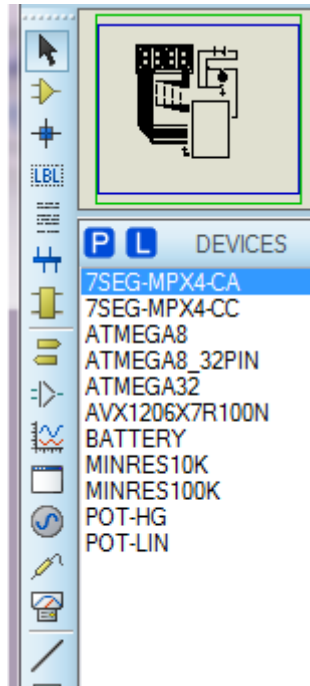 LBL
P L DEVICES
7SEG-MPX4-CA
7SEG-MPX4-CC
ATMEGA8
ATMEGA8_32PIN
ATMEGA32
AVX1206X7R100N
BATTERY
MINRES10K
MINRES100K
POT-HG
POT-LIN